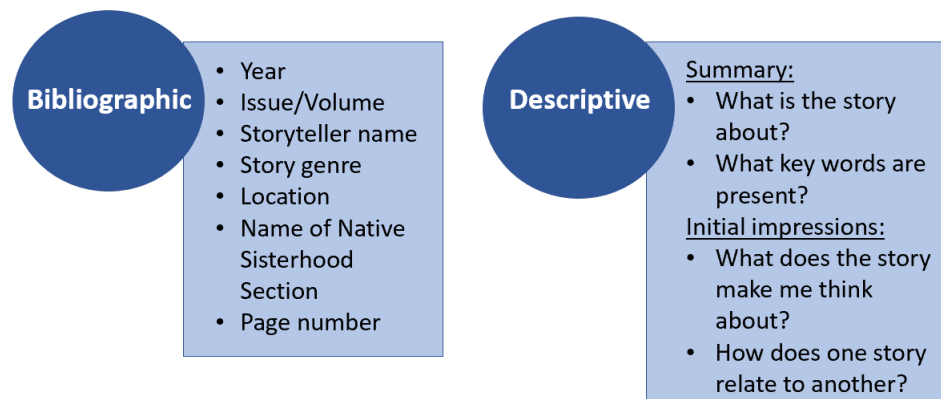 Bibliographic
• Year
• Issue/Volume
• Storyteller name
• Story genre
• Location
• Name of Native
Sisterhood
Section
• Page number
Descriptive
Summary:
• What is the story
about?
• What key words are
present?
Initial impressions:
• What does the story
make me think
about?
• How does one story
relate to another?